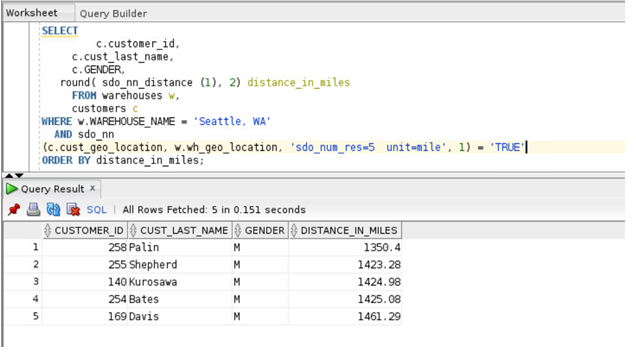 Worksheet Query Builder
SELECT
c.customer_id,
c.cust_last_name,
c.GENDER,
round( sdo_nn_distance (1), 2) distance_in_miles
FROM warehouses w,
customers c
WHERE w.WAREHOUSE_NAME = 'Seattle, WA'
AND sdo_nn
(c.cust_geo_location, w.wh_geo_location, 'sdo_num_res=5  unit=mile', 1) = 'TRUE'
ORDER BY distance_in_miles;
Query Result x
SQL | All Rows Fetched: 5 in 0.151 seconds
CUSTOMER_ID CUST_LAST_NAME GENDER DISTANCE_IN_MILES
1 258 Palin M 1350.4
2 255 Shepherd M 1423.28
3 140 Kurosawa M 1424.98
4 254 Bates M 1425.08
5 169 Davis M 1461.29